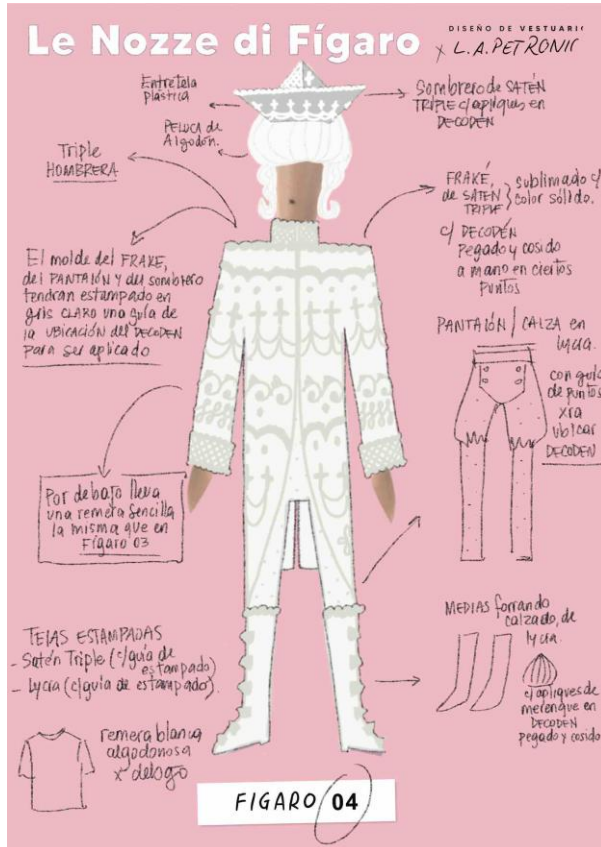 Le Nozze di Fígaro
DISEÑO DE VESTUARI
x L.A. PETRONI
Entretela
plástica
PELUCA de
Algodón.
Sombrero de SATÉN
TRIPLE c/apliques en
DECODÉN
Triple
HOMBRERA
FRAKÉ,
de SATÉN
TRIPLE
sublimado c/
color sólido.
c/ DECODÉN
Pegado y cosido
a mano en ciertos
puntos
El molde del FRAKE,
del PANTALÓN y del sombrero
tendran estampado en
gris CLARO una guía de
la UBICACIÓN del DECODEN
para ser aplicado
PANTALÓN / CALZA en
lycra.
con guía
de puntos
xra
ubicar
DECODEN
Por debajo lleva
una remera sencilla
la misma que en
Fígaro 03
TELAS ESTAMPADAS
- Satén Triple (c/guía de
estampado)
- Lycra (c/guía de estampado).
remera blanca
algodonosa
x debajo
MEDIAS forrando
calzado, de
lycra.
c/apliques de
merengue en
DECODEN
pegado y cosido
FIGARO 04